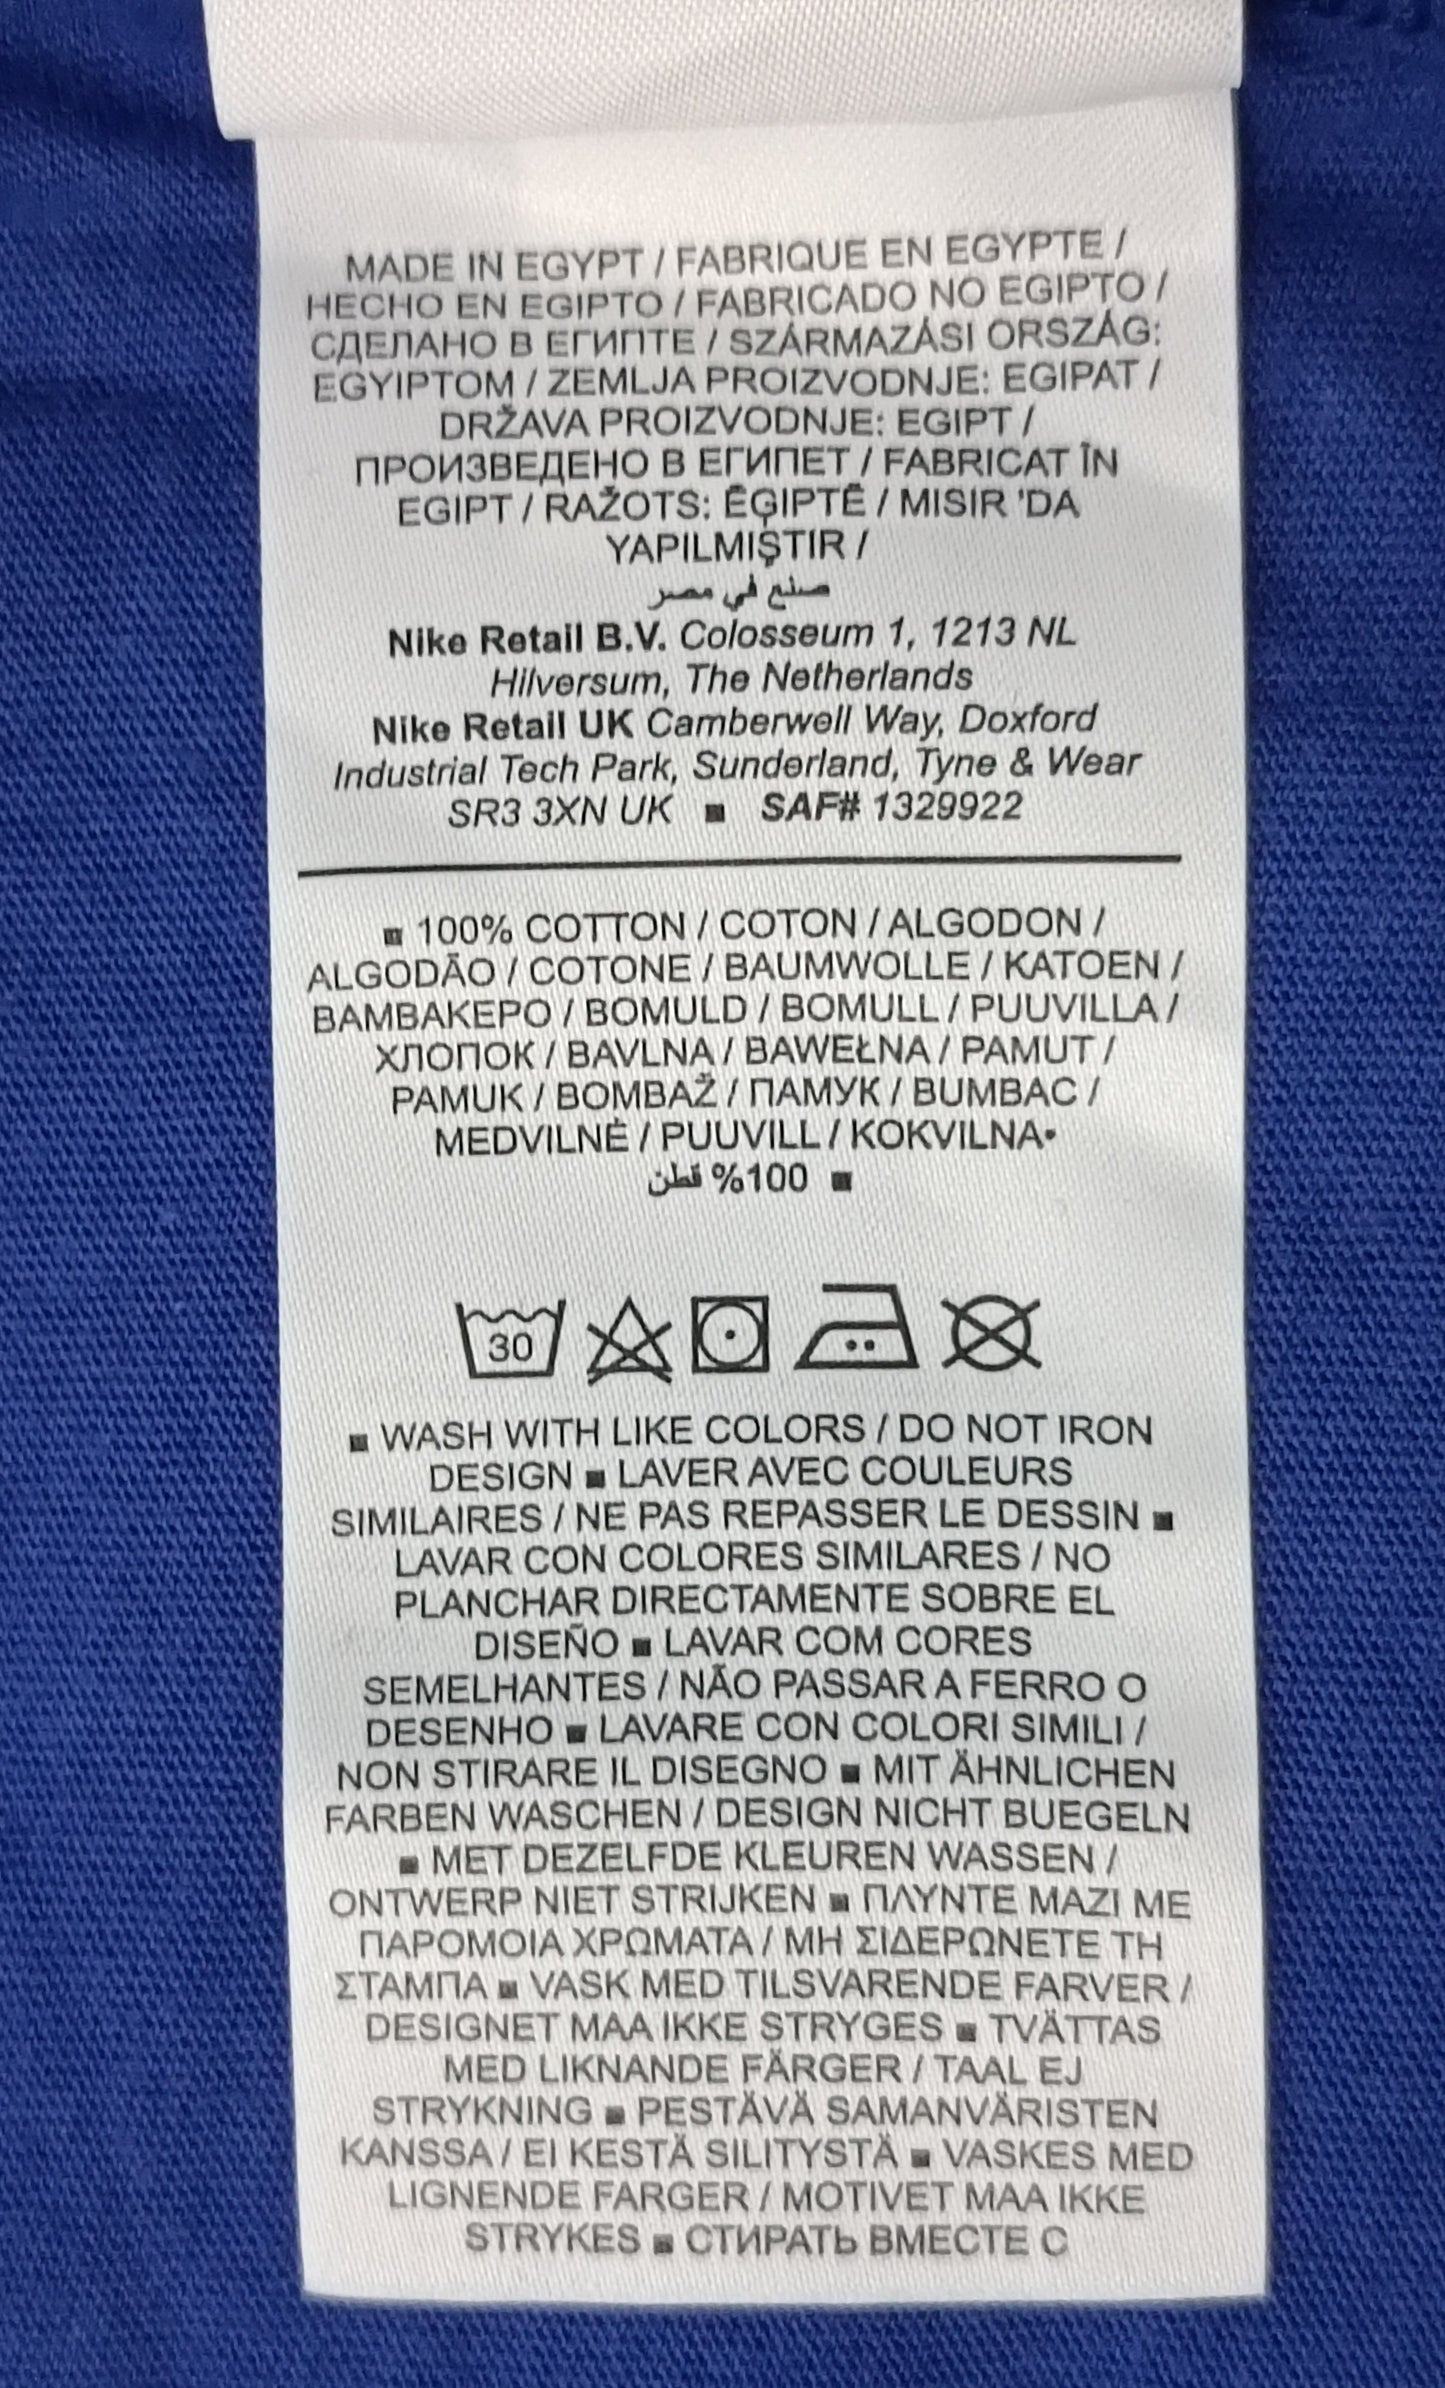 MADE IN EGYPT / FABRIQUE EN EGYPTE /
HECHO EN EGIPTO / FABRICADO NO EGIPTO /
СДЕЛАНО В ЕГИПТЕ / SZÁRMAZÁSI ORSZÁG:
EGYIPTOM / ZEMLJA PROIZVODNJE: EGIPAT /
DRŽAVA PROIZVODNJE: EGIPT /
ПРОИЗВЕДЕНО В ЕГИПЕТ / FABRICAT ÎN
EGIPT / RAŽOTS: ĒĢIPTĒ / MISIR 'DA
YAPILMIŞTIR /
صنع في مصر
Nike Retail B.V. Colosseum 1, 1213 NL
Hilversum, The Netherlands
Nike Retail UK Camberwell Way, Doxford
Industrial Tech Park, Sunderland, Tyne & Wear
SR3 3XN UK ■ SAF# 1329922
■ 100% COTTON / COTON / ALGODON /
ALGODÃO / COTONE / BAUMWOLLE / KATOEN /
ΒΑΜΒΑΚΕΡΟ / BOMULD / BOMULL / PUUVILLA /
ХЛОПОК / BAVLNA / BAWEŁNA / PAMUT /
PAMUK / BOMBAŽ / ПАМУК / BUMBAC /
MEDVILNĖ / PUUVILL / KOKVILNA•
■ 100% قطن
30
■ WASH WITH LIKE COLORS / DO NOT IRON
DESIGN ■ LAVER AVEC COULEURS
SIMILAIRES / NE PAS REPASSER LE DESSIN ■
LAVAR CON COLORES SIMILARES / NO
PLANCHAR DIRECTAMENTE SOBRE EL
DISEÑO ■ LAVAR COM CORES
SEMELHANTES / NÃO PASSAR A FERRO O
DESENHO ■ LAVARE CON COLORI SIMILI /
NON STIRARE IL DISEGNO ■ MIT ÄHNLICHEN
FARBEN WASCHEN / DESIGN NICHT BUEGELN
■ MET DEZELFDE KLEUREN WASSEN /
ONTWERP NIET STRIJKEN ■ ΠΛΥΝΤΕ ΜΑΖΙ ΜΕ
ΠΑΡΟΜΟΙΑ ΧΡΩΜΑΤΑ / ΜΗ ΣΙΔΕΡΩΝΕΤΕ ΤΗ
ΣΤΑΜΠΑ ■ VASK MED TILSVARENDE FARVER /
DESIGNET MAA IKKE STRYGES ■ TVÄTTAS
MED LIKNANDE FÄRGER / TAAL EJ
STRYKNING ■ PESTÄVÄ SAMANVÄRISTEN
KANSSA / EI KESTÄ SILITYSTÄ ■ VASKES MED
LIGNENDE FARGER / MOTIVET MAA IKKE
STRYKES ■ СТИРАТЬ ВМЕСТЕ С